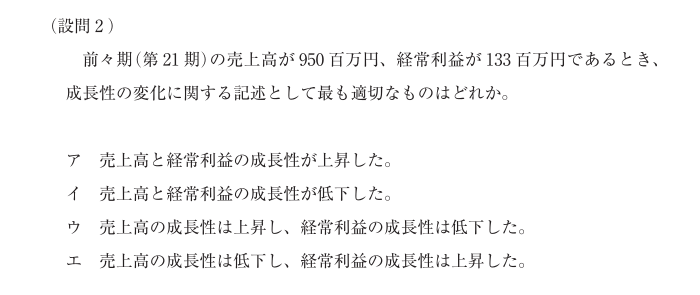 （設問２）
前々期（第 21 期）の売上高が 950 百万円、経常利益が 133 百万円であるとき、
成長性の変化に関する記述として最も適切なものはどれか。
ア　売上高と経常利益の成長性が上昇した。
イ　売上高と経常利益の成長性が低下した。
ウ　売上高の成長性は上昇し、経常利益の成長性は低下した。
エ　売上高の成長性は低下し、経常利益の成長性は上昇した。